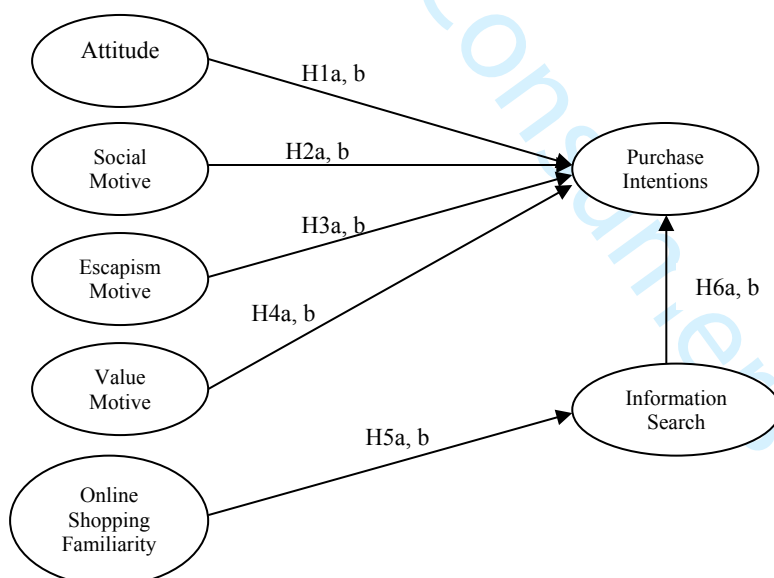 Attitude
H1a, b
Social
Motive
H2a, b
Purchase
Intentions
Escapism
Motive
H3a, b
H4a, b
H6a, b
Value
Motive
Information
Search
H5a, b
Online
Shopping
Familiarity
Consumer